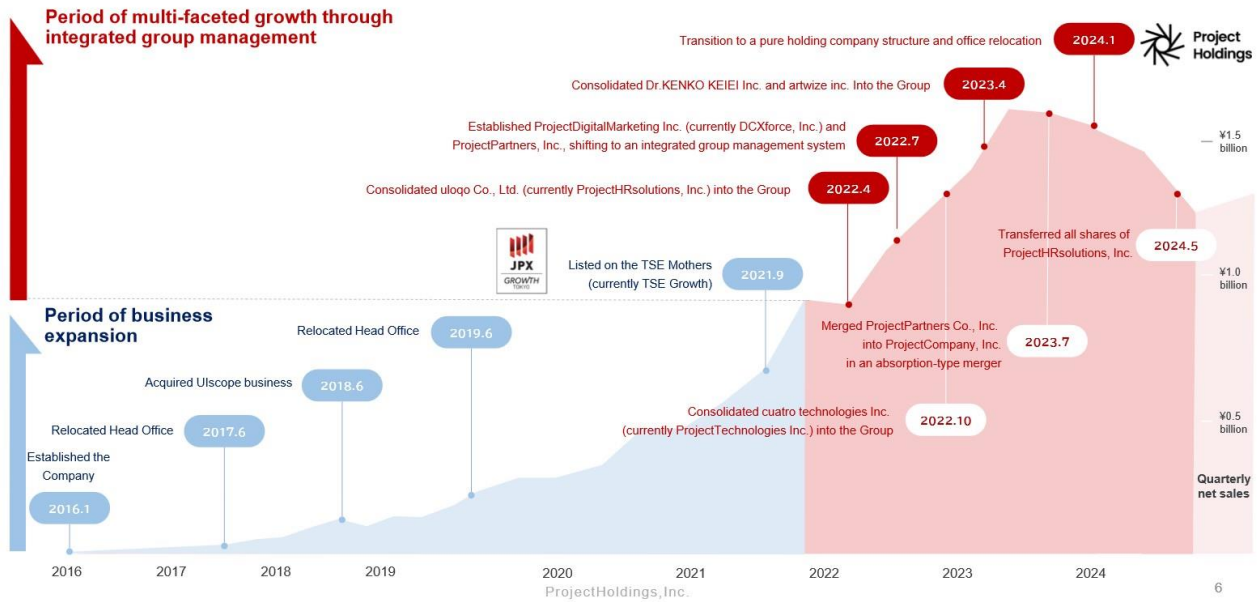 Period of multi-faceted growth through
integrated group management
Project
Holdings
Transition to a pure holding company structure and office relocation
2024.1
Consolidated Dr.KENKO KEIEI Inc. and artwize inc. Into the Group
2023.4
Established ProjectDigitalMarketing Inc. (currently DCXforce, Inc.) and
ProjectPartners, Inc., shifting to an integrated group management system
2022.7
¥1.5
billion
Consolidated uloqo Co., Ltd. (currently ProjectHRsolutions, Inc.) into the Group
2022.4
Transferred all shares of
ProjectHRsolutions, Inc.
2024.5
JPX
GROWTH
TOKYO
Listed on the TSE Mothers
(currently TSE Growth)
2021.9
¥1.0
billion
Period of business
expansion
Relocated Head Office
2019.6
Merged ProjectPartners Co., Inc.
into ProjectCompany, Inc.
in an absorption-type merger
2023.7
Acquired UIscope business
2018.6
Consolidated cuatro technologies Inc.
(currently ProjectTechnologies Inc.) into the Group
2022.10
¥0.5
billion
Relocated Head Office
2017.6
Established the
Company
2016.1
Quarterly
net sales
2016
2017
2018
2019
2020
2021
2022
2023
2024
ProjectHoldings,Inc.
6